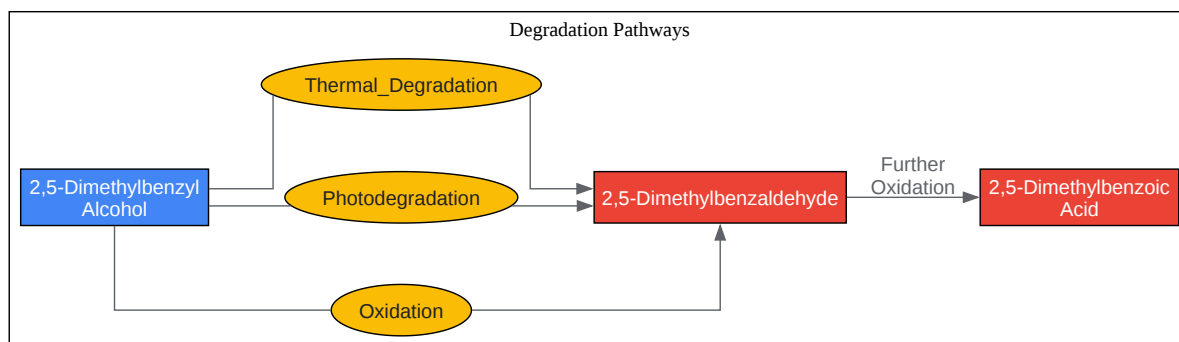 Degradation Pathways
Thermal_Degradation
2,5-Dimethylbenzyl
Alcohol
Photodegradation
2,5-Dimethylbenzaldehyde
Further
Oxidation
2,5-Dimethylbenzoic
Acid
Oxidation